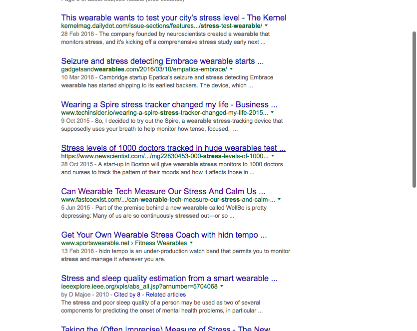 This wearable wants to test your city's stress level - The Kernel
kernelmag.dailydot.com/issue-sections/features.../stress-test-wearable/
28 Feb 2016 - The company founded by neuroscientists created a wearable that
monitors stress, and it's kicking off a comprehensive stress study early next ...
Seizure and stress detecting Embrace wearable starts ...
gadgetsandwearables.com/2016/03/10/empatica-embrace/
10 Mar 2016 - Cambridge startup Eptica's seizure and stress detecting Embrace
wearable has started shipping to its earliest backers. The device, which ...
Wearing a Spire stress tracker changed my life - Business ...
www.techinsider.io/wearing-a-spire-stress-tracker-changed-my-life-2015...
9 Oct 2015 - So, I decided to try out the Spire, a wearable stress-tracking device that
supposedly uses your breath to help monitor how tense, focused, ...
Stress levels of 1000 doctors tracked in huge wearables test ...
https://www.newscientist.com/.../mg22830453-000-stress-levels-of-1000...
28 Oct 2015 - A start-up in Boston will give wearable stress monitors to 1000 doctors
and nurses to track the pattern of their moods and how it affects those in ...
Can Wearable Tech Measure Our Stress And Calm Us ...
www.fastcoexist.com/.../can-wearable-tech-measure-our-stress-and-calm-...
5 Jun 2015 - Part of the premise behind a new wearable called WellBe is pretty
depressing: Many of us are so continuously stressed out—or so ...
Get Your Own Wearable Stress Coach with hidn tempo ...
www.sportswearable.net › Fitness Wearables
13 Feb 2016 - hidn tempo is an under-production watch band that permits you to monitor
stress and manage it wherever you are.
Stress and sleep quality estimation from a smart wearable ...
ieeexplore.ieee.org/xpls/abs_all.jsp?arnumber=5704068
by D Majoe - 2010 - Cited by 8 - Related articles
The stress and poor sleep quality of a person may be used as two of several
components for predicting the onset of mental health problems, in particular ...
Taking the (Often Imprecise) Measure of Stress - The New